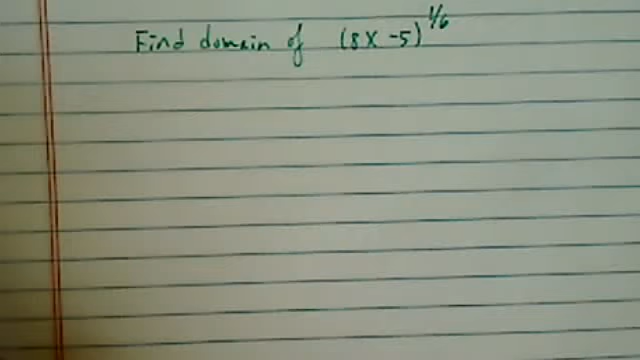 Find domain of (8x - 5)^1/6